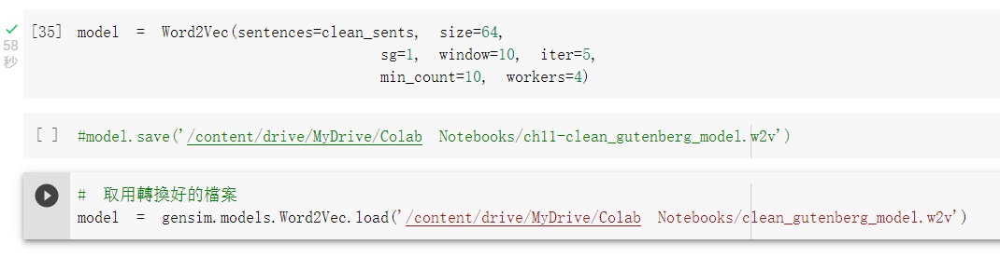 [35] model = Word2Vec(sentences=clean_sents, size=64,
sg=1, window=10, iter=5,
min_count=10, workers=4)
58
秒
[ ] #model.save('/content/drive/MyDrive/Colab Notebooks/ch11-clean_gutenberg_model.w2v')
# 取用轉換好的檔案
model = gensim.models.Word2Vec.load('/content/drive/MyDrive/Colab Notebooks/clean_gutenberg_model.w2v')